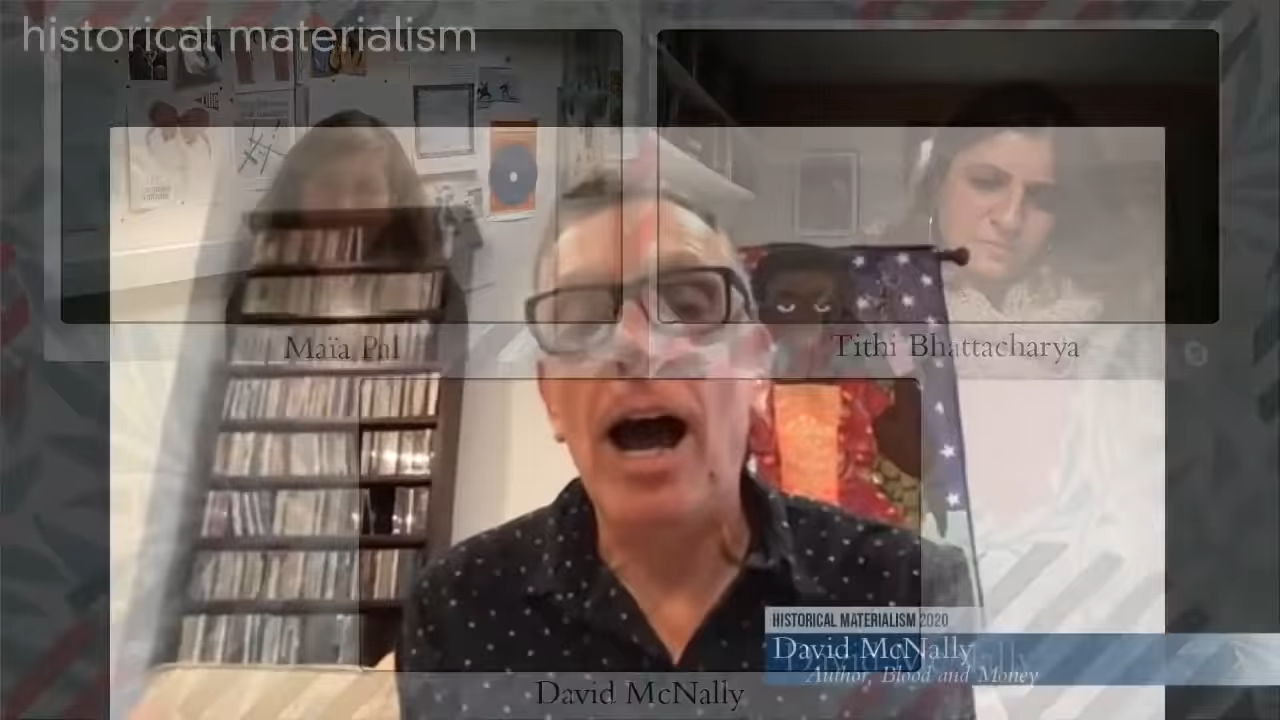 historical materialism
Maïa Pal
Tithi Bhattacharya
HISTORICAL MATERIALISM 2020
David McNally
Author, Blood and Money
David McNally